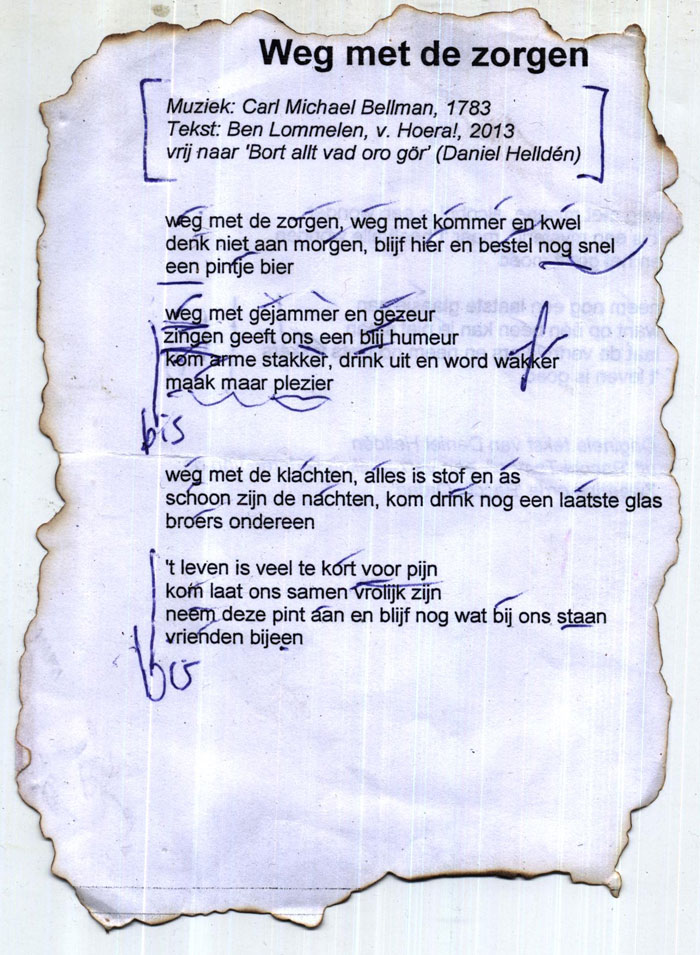 Weg met de zorgen
Muziek: Carl Michael Bellman, 1783
Tekst: Ben Lommelen, v. Hoera!, 2013
vrij naar 'Bort allt vad oro gör' (Daniel Helldén)
weg met de zorgen, weg met kommer en kwel
denk niet aan morgen, blijf hier en bestel nog snel
een pintje bier
weg met gejammer en gezeur
zingen geeft ons een blij humeur
kom arme stakker, drink uit en word wakker
maak maar plezier
bis
weg met de klachten, alles is stof en as
schoon zijn de nachten, kom drink nog een laatste glas
broers ondereen
't leven is veel te kort voor pijn
kom laat ons samen vrolijk zijn
neem deze pint aan en blijf nog wat bij ons staan
vrienden bijeen
bis